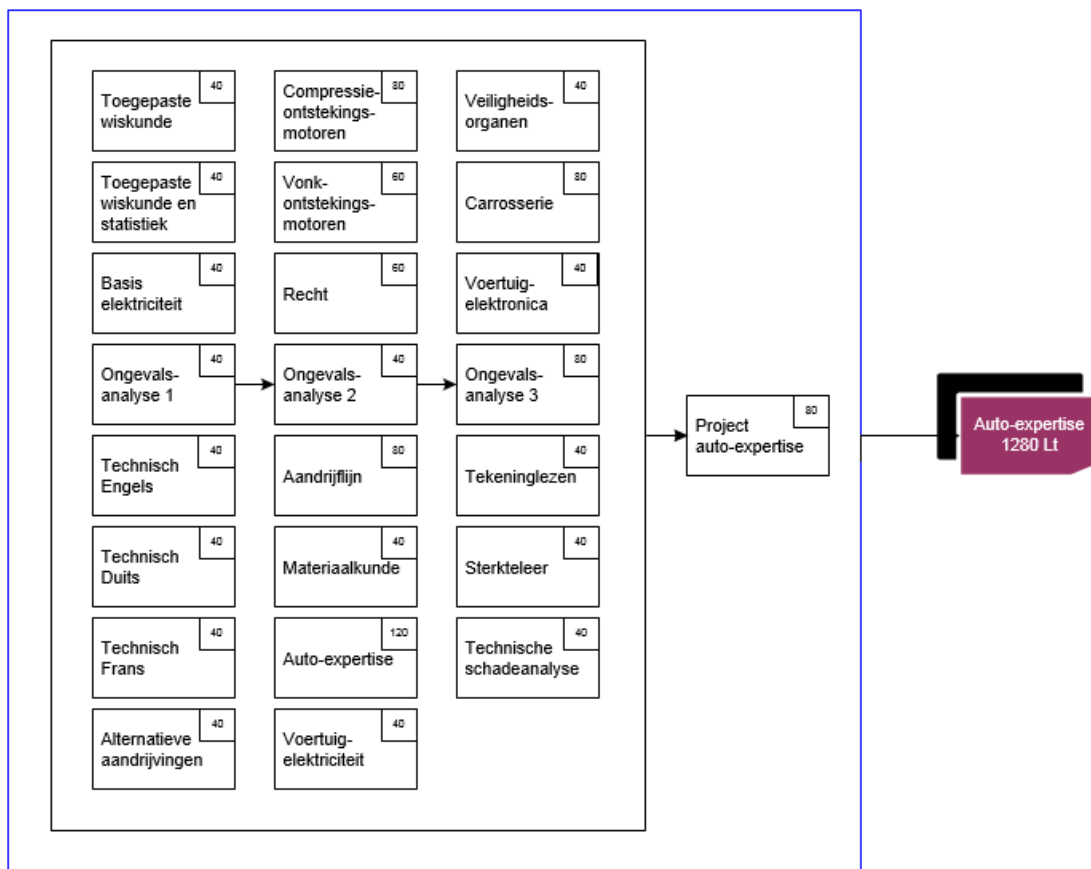 40
Toegepaste
wiskunde
80
Compressie-
ontstekings-
motoren
40
Veiligheids-
organen
40
Toegepaste
wiskunde en
statistiek
60
Vonk-
ontstekings-
motoren
80
Carrosserie
40
Basis
elektriciteit
60
Recht
40
Voertuig-
elektronica
40
Ongevals-
analyse 1
40
Ongevals-
analyse 2
80
Ongevals-
analyse 3
80
Project
auto-expertise
Auto-expertise
1280 Lt
40
Technisch
Engels
80
Aandrijflijn
40
Tekeninglezen
40
Technisch
Duits
40
Materiaalkunde
40
Sterkteleer
40
Technisch
Frans
120
Auto-expertise
40
Technische
schadeanalyse
40
Alternatieve
aandrijvingen
40
Voertuig-
elektriciteit